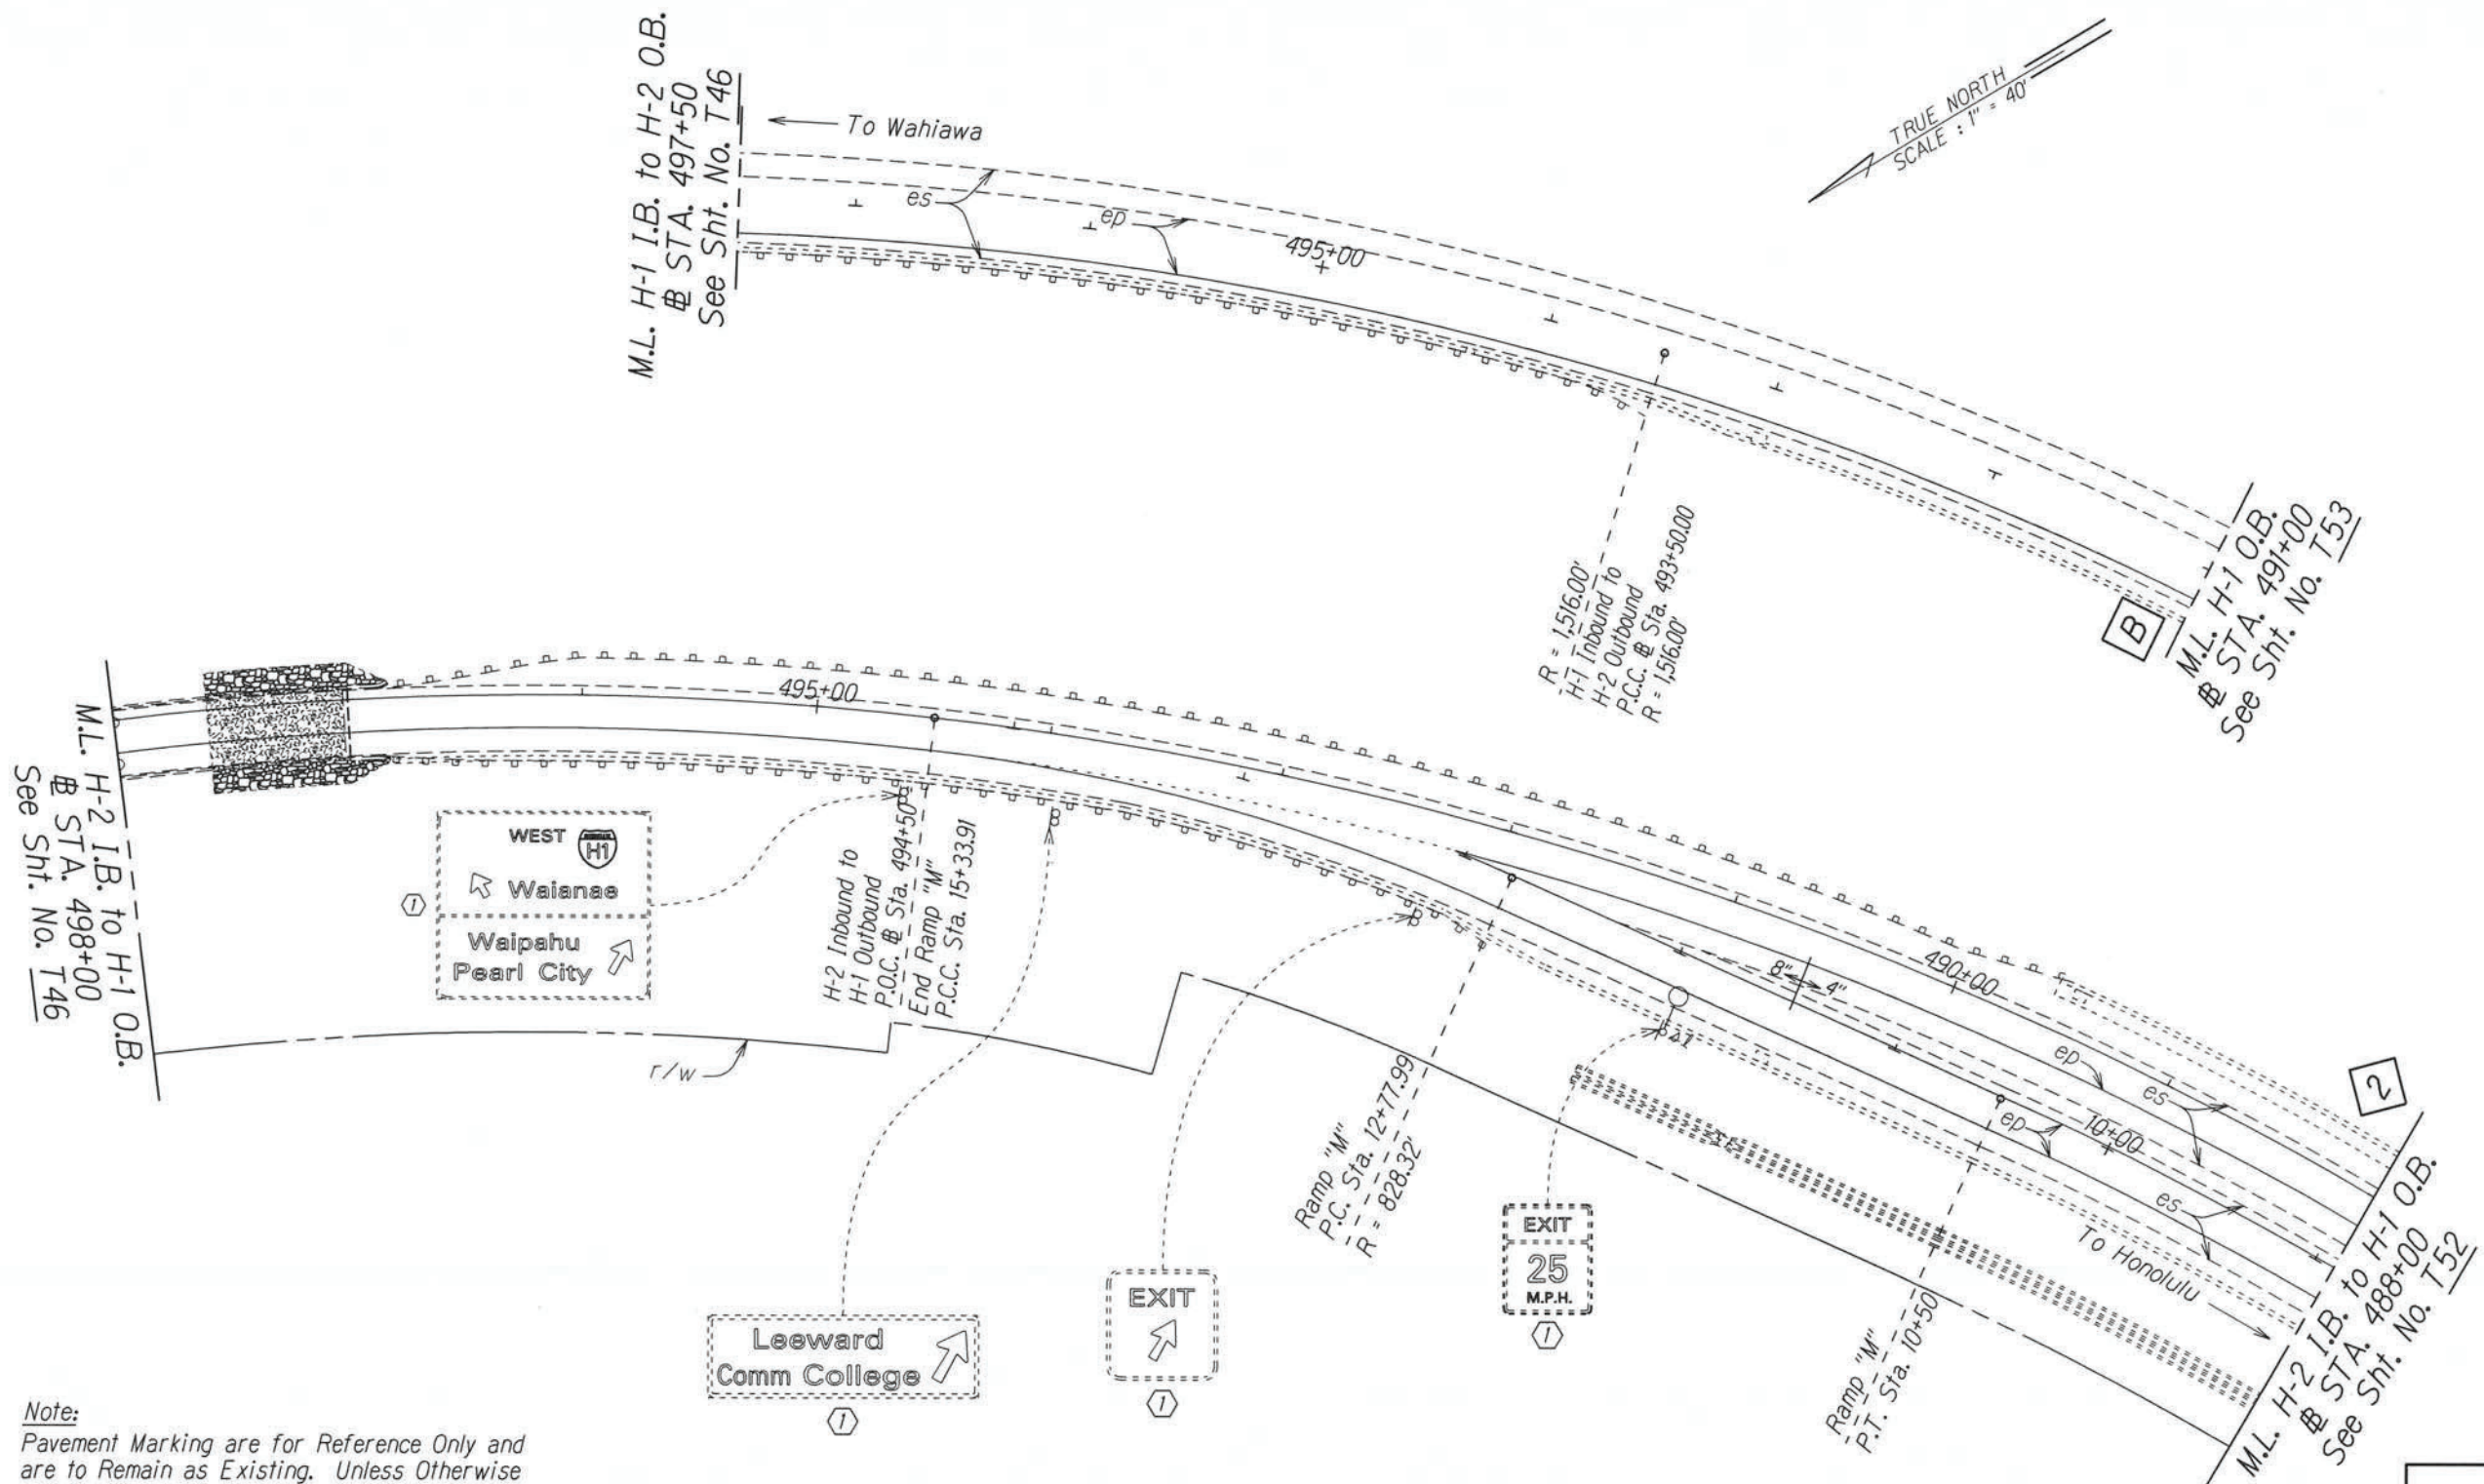 M.L. H-1 I.B. to H-2 O.B.
℄ STA. 497+50
See Sht. No. T46
To Wahiawa
es
ep
495+00
TRUE NORTH
SCALE : 1" = 40'
R = 1,516.00'
H-1 Inbound to
H-2 Outbound
P.C.C. ℄ Sta. 493+50.00
R = 1,516.00'
B
M.L. H-1 O.B.
℄ STA. 491+00
See Sht. No. T53
M.L. H-2 I.B. to H-1 O.B.
℄ STA. 498+00
See Sht. No. T46
495+00
WEST H1
Waianae
Waipahu
Pearl City
1
H-2 Inbound to
H-1 Outbound
P.O.C. ℄ Sta. 494+50
End Ramp "M"
P.C.C. Sta. 15+33.91
r/w
Leeward
Comm College
1
EXIT
1
Ramp "M"
P.C. Sta. 12+77.99
R = 828.32'
EXIT
25
M.P.H.
1
8"
4"
490+00
ep
es
ep
10+00
es
2
To Honolulu
Ramp "M"
P.T. Sta. 10+50
M.L. H-2 I.B. to H-1 O.B.
℄ STA. 488+00
See Sht. No. T52
Note:
Pavement Marking are for Reference Only and
are to Remain as Existing. Unless Otherwise